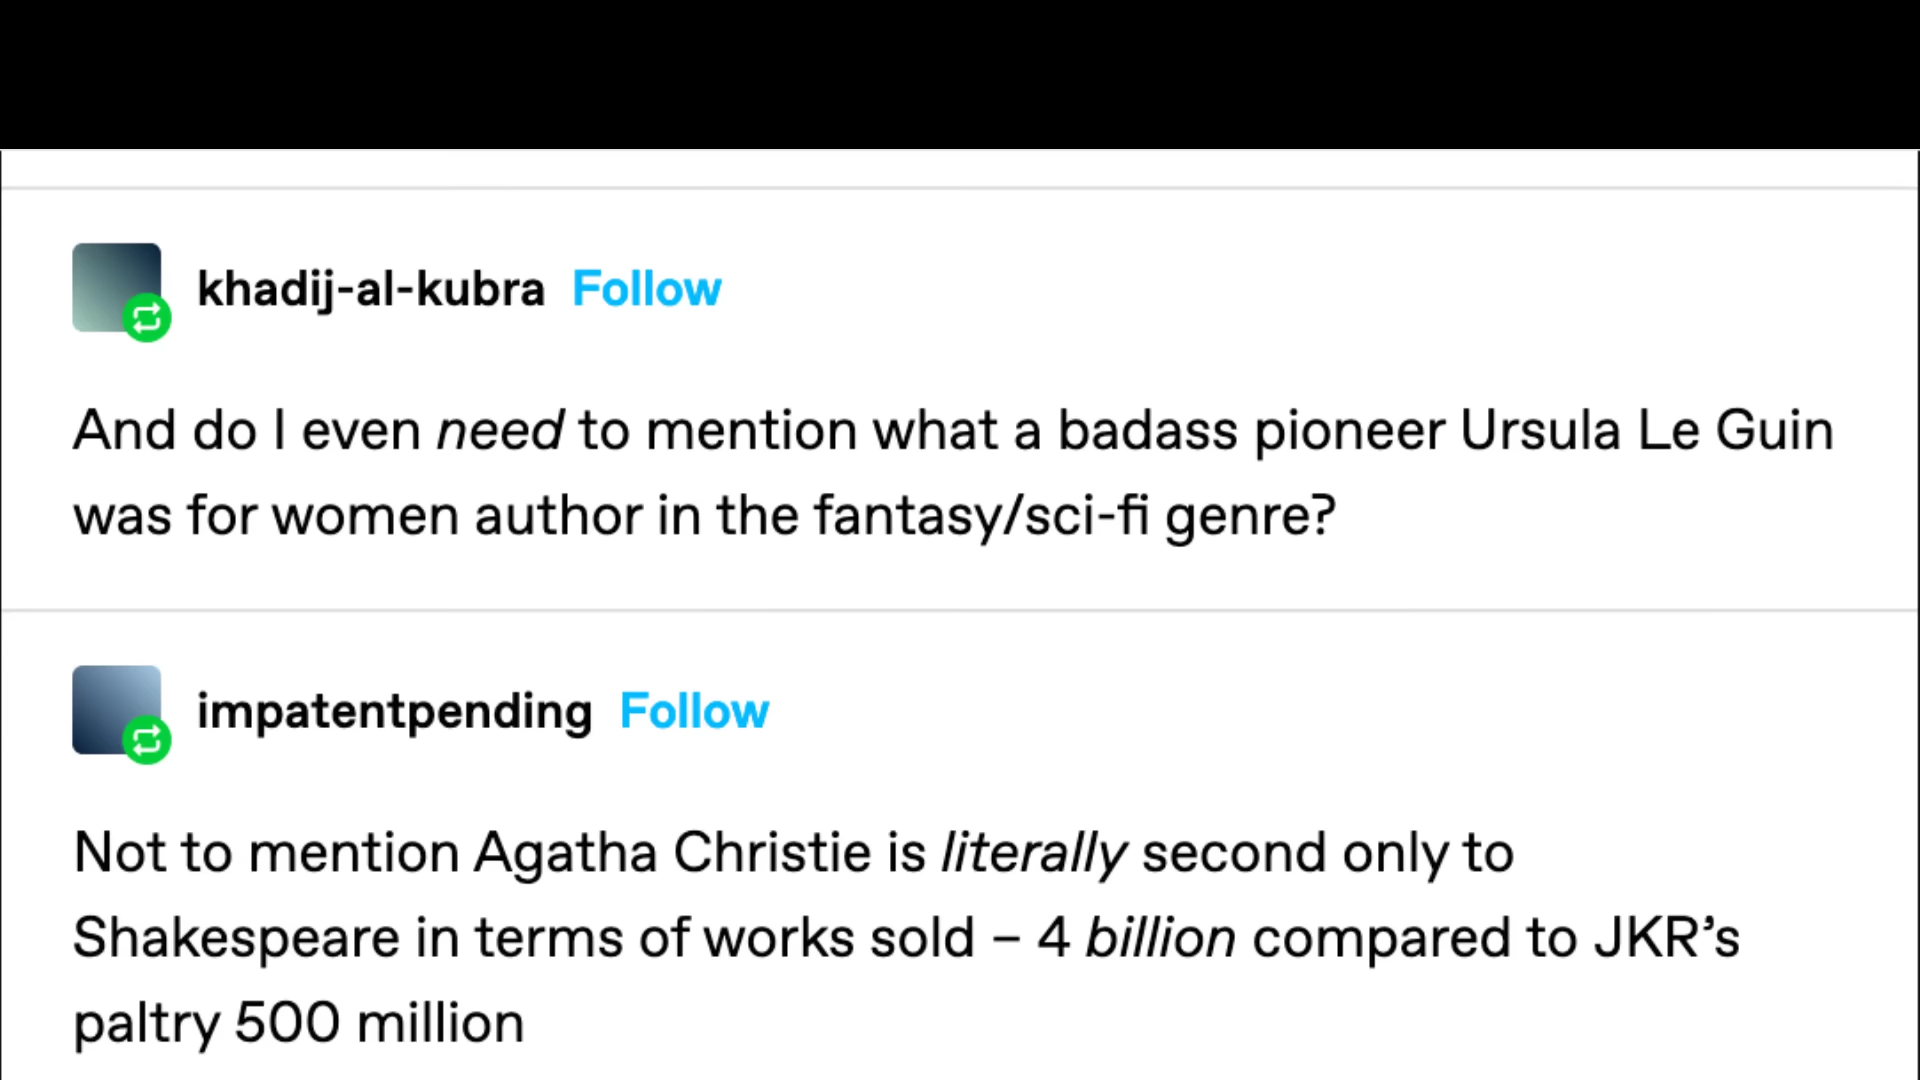 khadij-al-kubra Follow
And do I even need to mention what a badass pioneer Ursula Le Guin
was for women author in the fantasy/sci-fi genre?
impatentpending Follow
Not to mention Agatha Christie is literally second only to
Shakespeare in terms of works sold – 4 billion compared to JKR’s
paltry 500 million